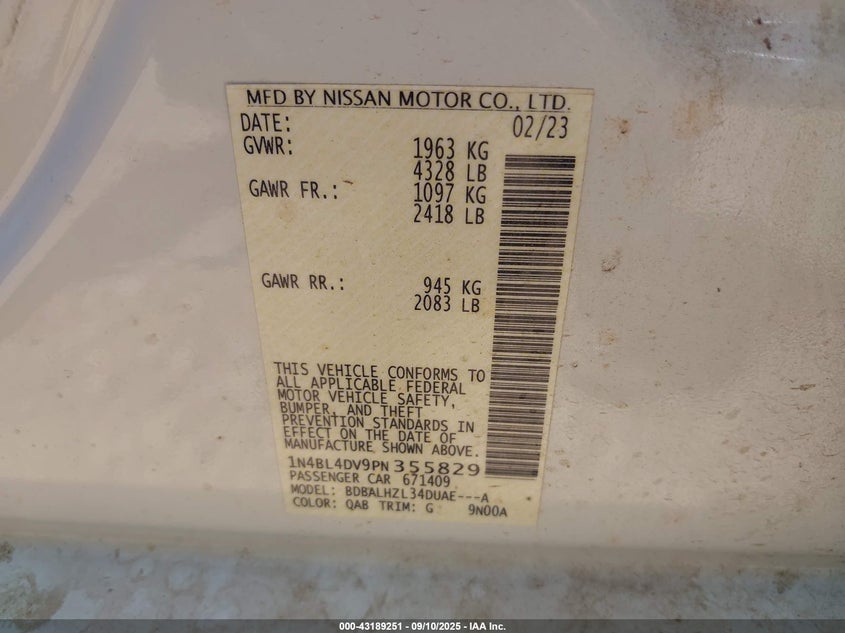 MFD BY NISSAN MOTOR CO., LTD.
DATE: 02/23
GVWR: 1963 KG
4328 LB
GAWR FR.: 1097 KG
2418 LB
GAWR RR.: 945 KG
2083 LB
THIS VEHICLE CONFORMS TO
ALL APPLICABLE FEDERAL
MOTOR VEHICLE SAFETY,
BUMPER, AND THEFT
PREVENTION STANDARDS IN
EFFECT ON THE DATE OF
MANUFACTURE SHOWN ABOVE.
1N4BL4DV9PN355829
PASSENGER CAR 671409
MODEL: BDBALHZL34DUAE---A
COLOR: QAB TRIM: G 9N00A
000-43189251 - 09/10/2025 - IAA Inc.